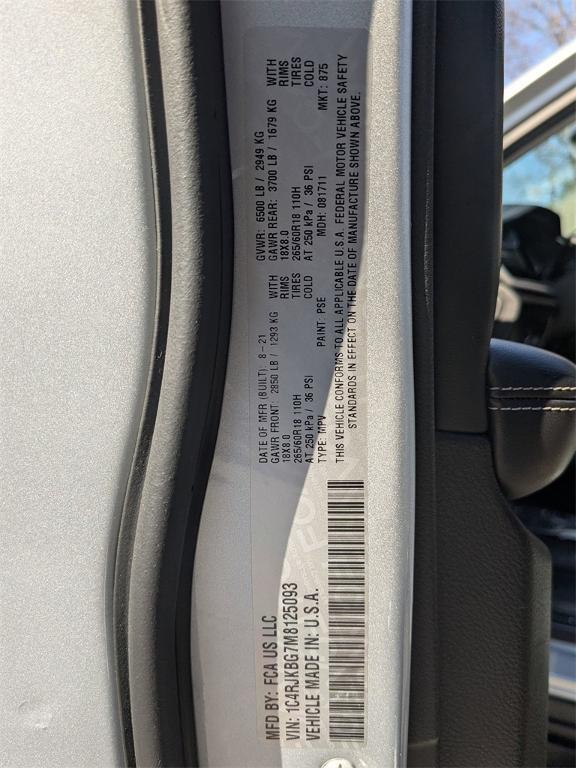 MFD BY: FCA US LLC
DATE OF MFR (BUILT): 8-21
GVWR: 6500 LB / 2949 KG
GAWR FRONT: 2850 LB / 1293 KG WITH
GAWR REAR: 3700 LB / 1679 KG WITH
18X8.0 RIMS
18X8.0 RIMS
265/60R18 110H TIRES
265/60R18 110H TIRES
AT 250 kPa / 36 PSI COLD
AT 250 kPa / 36 PSI COLD
VIN: 1C4RJKBG7M8125093
TYPE: MPV PAINT: PSE MDH: 081711 MKT: 875
VEHICLE MADE IN: U.S.A.
THIS VEHICLE CONFORMS TO ALL APPLICABLE U.S.A. FEDERAL MOTOR VEHICLE SAFETY
STANDARDS IN EFFECT ON THE DATE OF MANUFACTURE SHOWN ABOVE.